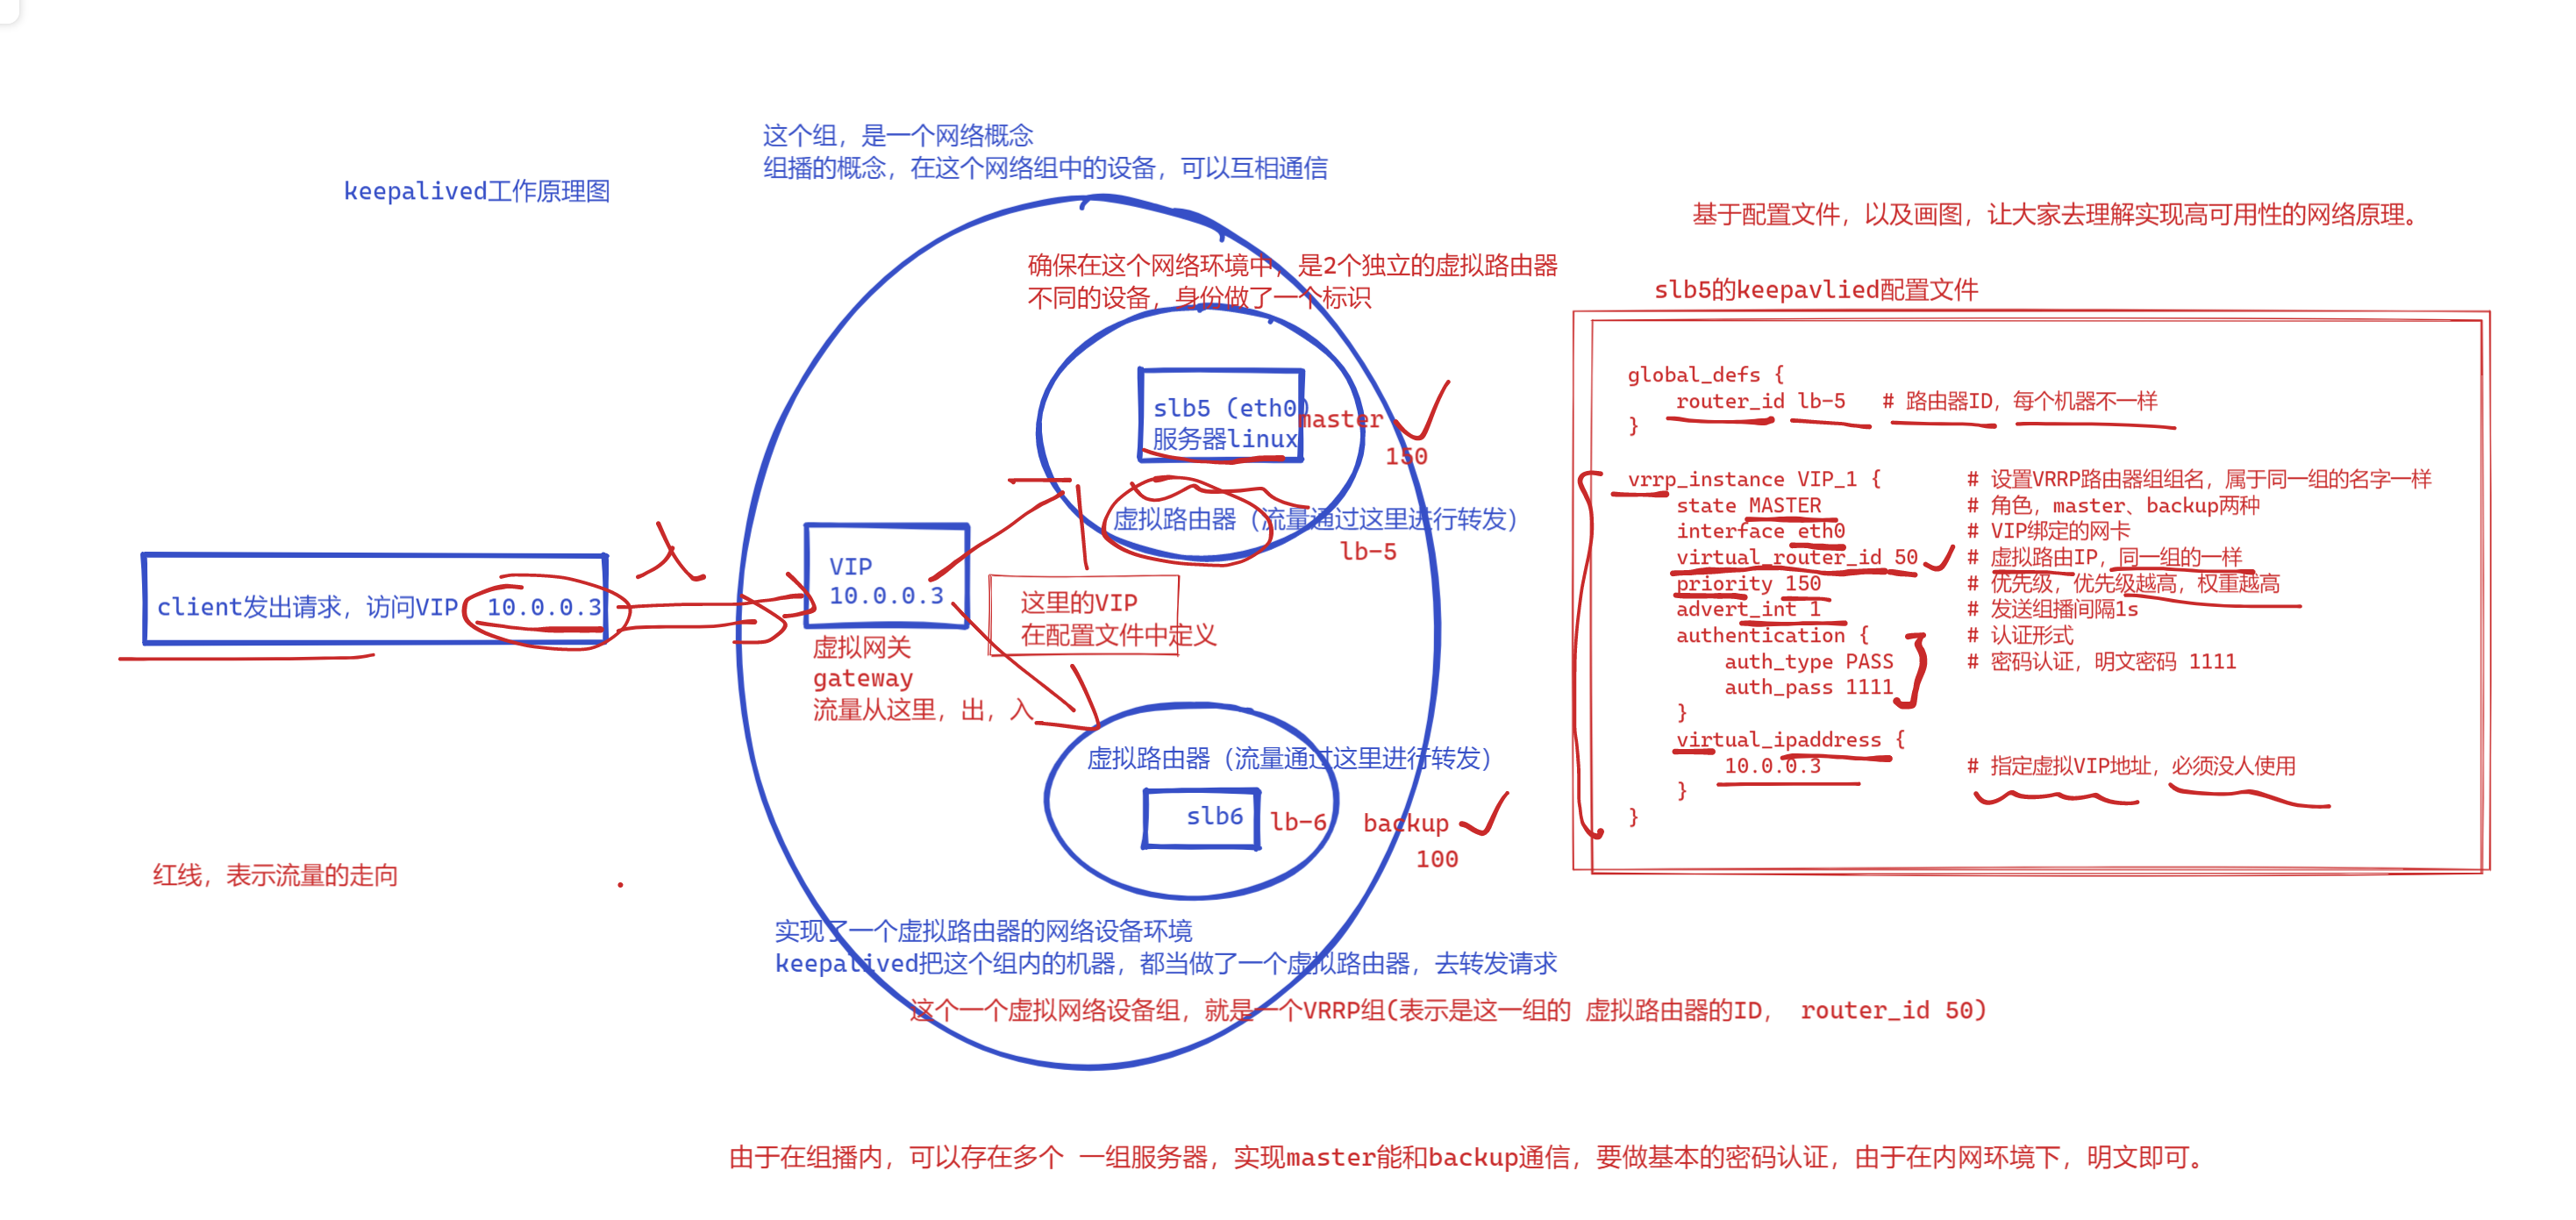 keepalived工作原理图
这个组，是一个网络概念
组播的概念，在这个网络组中的设备，可以互相通信
确保在这个网络环境中，是2个独立的虚拟路由器
不同的设备，身份做了一个标识
slb5 (eth0)
服务器linux
master
150
虚拟路由器（流量通过这里进行转发）
lb-5
client发出请求，访问VIP 10.0.0.3
VIP
10.0.0.3
虚拟网关
gateway
流量从这里，出，入
这里的VIP
在配置文件中定义
虚拟路由器（流量通过这里进行转发）
slb6
lb-6
backup
100
红线，表示流量的走向
实现了一个虚拟路由器的网络设备环境
keepalived把这个组内的机器，都当做了一个虚拟路由器，去转发请求
这个一个虚拟网络设备组，就是一个VRRP组(表示是这一组的 虚拟路由器的ID， router_id 50)
由于在组播内，可以存在多个 一组服务器，实现master能和backup通信，要做基本的密码认证，由于在内网环境下，明文即可。
基于配置文件，以及画图，让大家去理解实现高可用性的网络原理。
slb5的keepavlied配置文件
global_defs {
router_id lb-5 # 路由器ID，每个机器不一样
}
vrrp_instance VIP_1 { # 设置VRRP路由器组组名，属于同一组的名字一样
state MASTER # 角色，master、backup两种
interface eth0 # VIP绑定的网卡
virtual_router_id 50 # 虚拟路由IP，同一组的一样
priority 150 # 优先级，优先级越高，权重越高
advert_int 1 # 发送组播间隔1s
authentication { # 认证形式
auth_type PASS # 密码认证，明文密码 1111
auth_pass 1111
}
virtual_ipaddress {
10.0.0.3 # 指定虚拟VIP地址，必须没人使用
}
}